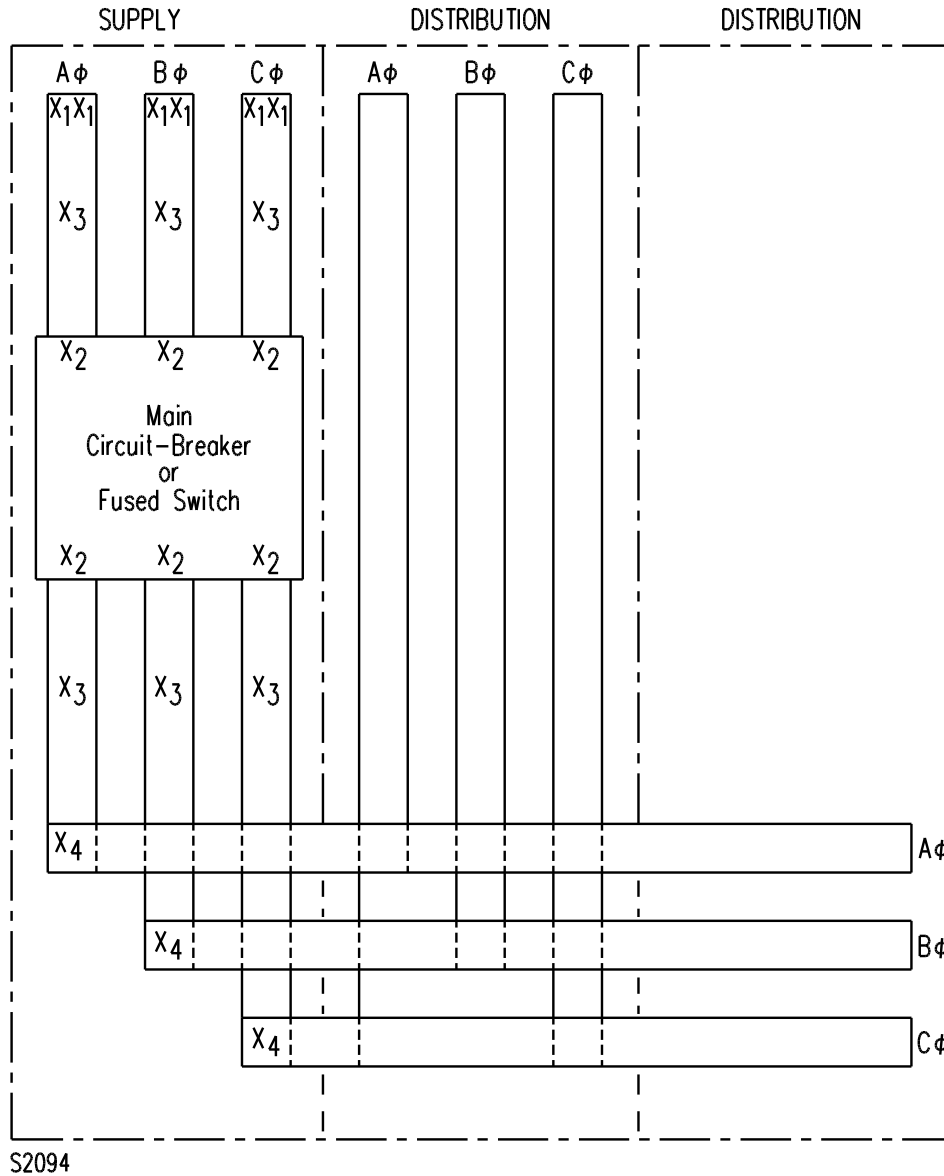 SUPPLY DISTRIBUTION DISTRIBUTION
Aϕ Bϕ Cϕ Aϕ Bϕ Cϕ
X₁X₁ X₁X₁ X₁X₁
X₃ X₃ X₃
X₂ X₂ X₂
Main
Circuit-Breaker
or
Fused Switch
X₂ X₂ X₂
X₃ X₃ X₃
X₄ Aϕ
X₄ Bϕ
X₄ Cϕ
S2094